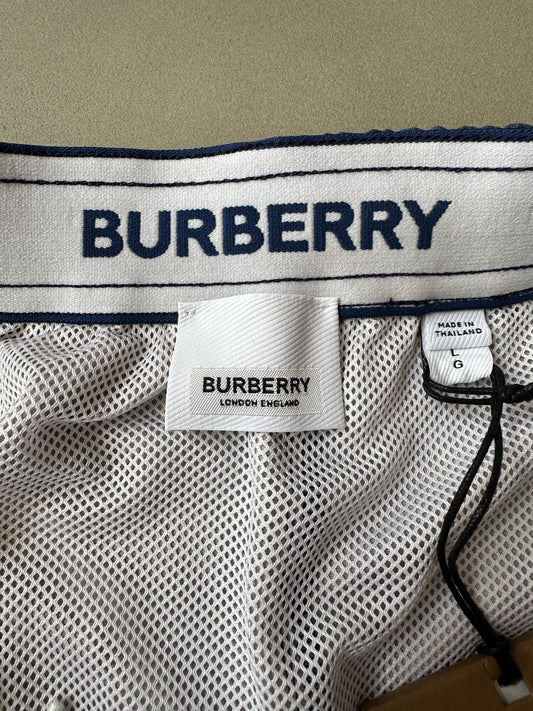 BURBERRY
BURBERRY
LONDON ENGLAND
MADE IN
THAILAND
L
G